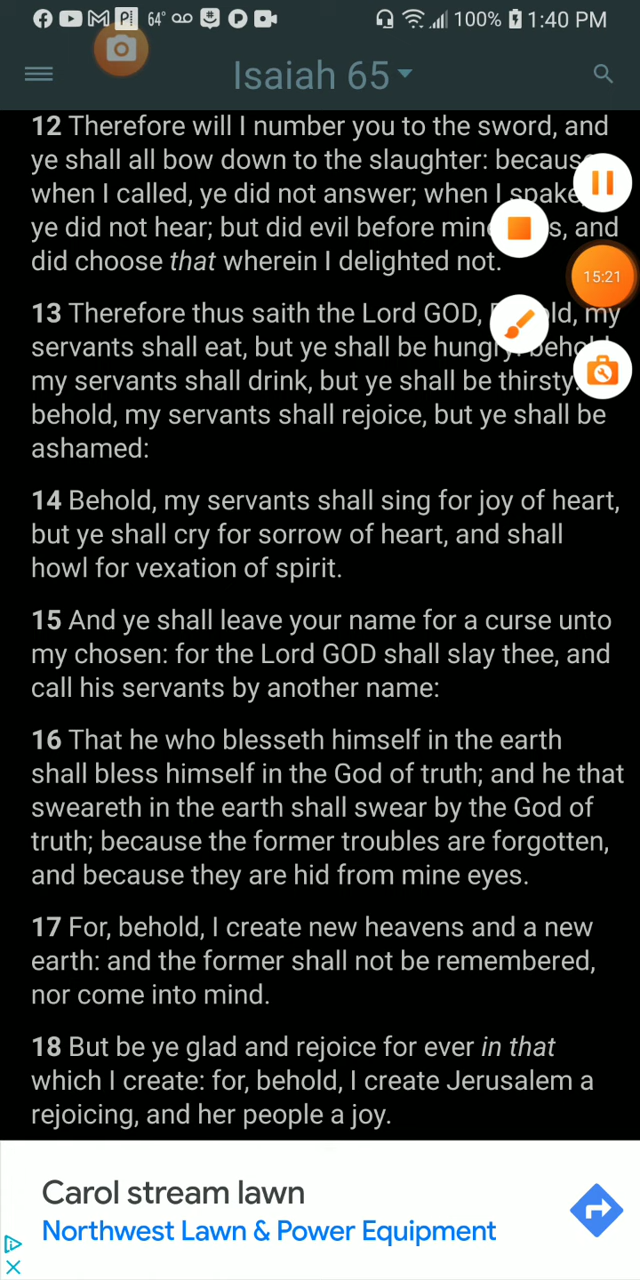 64° 100% 1:40 PM
Isaiah 65
12 Therefore will I number you to the sword, and
ye shall all bow down to the slaughter: because
when I called, ye did not answer; when I spake,
ye did not hear; but did evil before mine s, and
did choose that wherein I delighted not.
15:21
13 Therefore thus saith the Lord GOD, ld, my
servants shall eat, but ye shall be hungry: behold,
my servants shall drink, but ye shall be thirsty:
behold, my servants shall rejoice, but ye shall be
ashamed:
14 Behold, my servants shall sing for joy of heart,
but ye shall cry for sorrow of heart, and shall
howl for vexation of spirit.
15 And ye shall leave your name for a curse unto
my chosen: for the Lord GOD shall slay thee, and
call his servants by another name:
16 That he who blesseth himself in the earth
shall bless himself in the God of truth; and he that
sweareth in the earth shall swear by the God of
truth; because the former troubles are forgotten,
and because they are hid from mine eyes.
17 For, behold, I create new heavens and a new
earth: and the former shall not be remembered,
nor come into mind.
18 But be ye glad and rejoice for ever in that
which I create: for, behold, I create Jerusalem a
rejoicing, and her people a joy.
Carol stream lawn
Northwest Lawn & Power Equipment